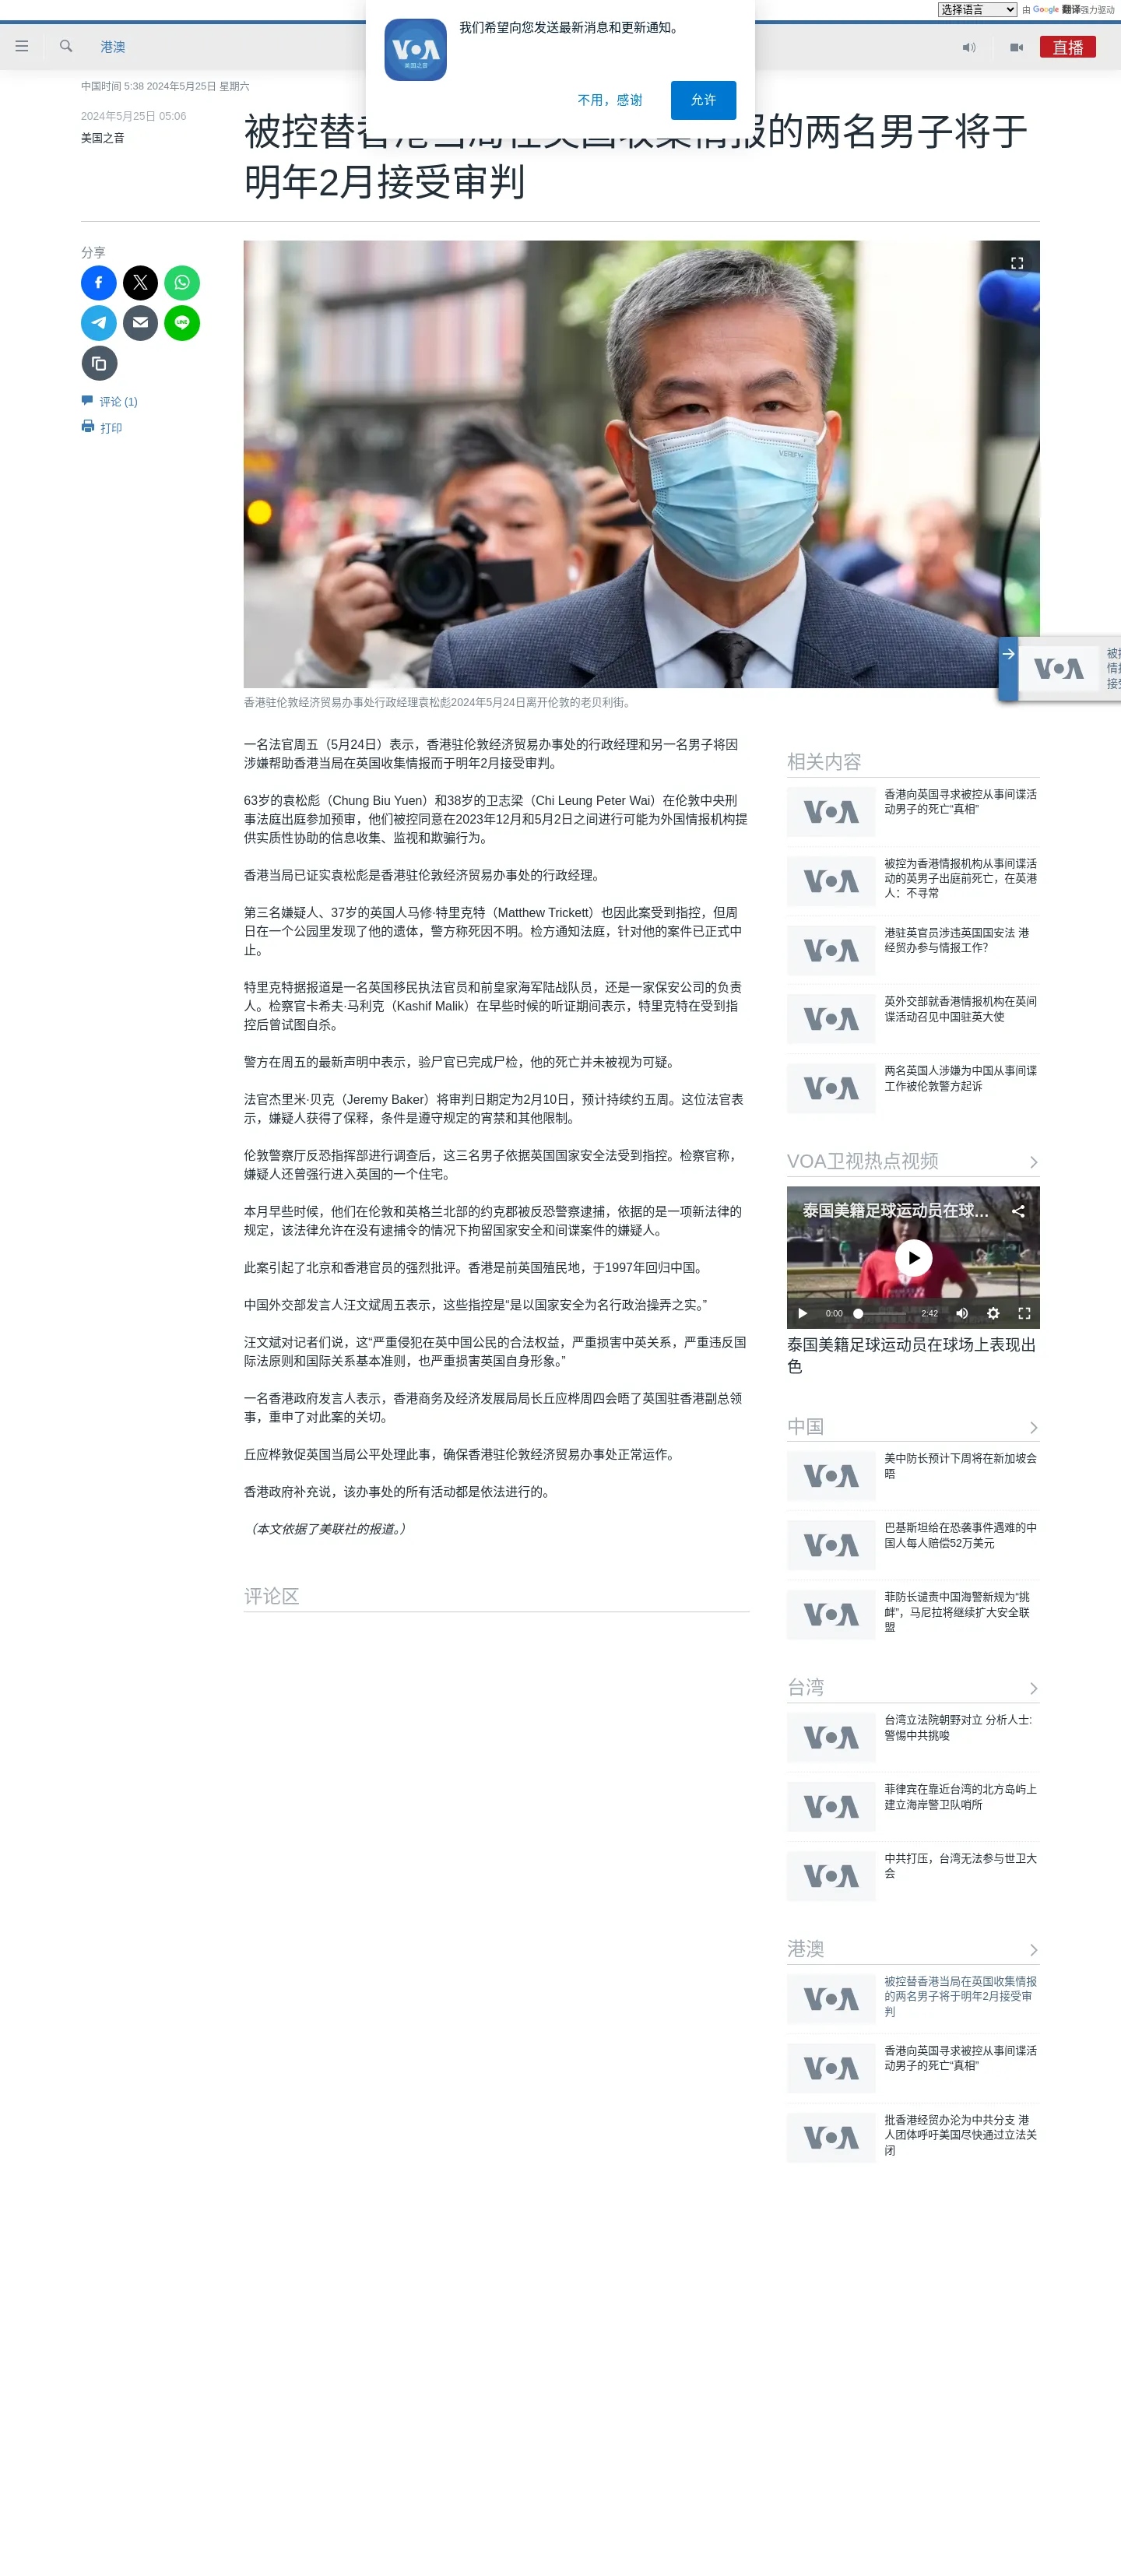 选择语言 由 Google 翻译强力驱动
我们希望向您发送最新消息和更新通知。
VOA
美国之音
不用，感谢
允许
港澳
直播
中国时间 5:38 2024年5月25日 星期六
2024年5月25日 05:06
美国之音
被控替香港当局在英国收集情报的两名男子将于
明年2月接受审判
分享
LINE
评论 (1)
打印
VERIFY+
香港驻伦敦经济贸易办事处行政经理袁松彪2024年5月24日离开伦敦的老贝利街。
VOA
一名法官周五（5月24日）表示，香港驻伦敦经济贸易办事处的行政经理和另一名男子将因
涉嫌帮助香港当局在英国收集情报而于明年2月接受审判。
63岁的袁松彪（Chung Biu Yuen）和38岁的卫志梁（Chi Leung Peter Wai）在伦敦中央刑
事法庭出庭参加预审，他们被控同意在2023年12月和5月2日之间进行可能为外国情报机构提
供实质性协助的信息收集、监视和欺骗行为。
香港当局已证实袁松彪是香港驻伦敦经济贸易办事处的行政经理。
第三名嫌疑人、37岁的英国人马修·特里克特（Matthew Trickett）也因此案受到指控，但周
日在一个公园里发现了他的遗体，警方称死因不明。检方通知法庭，针对他的案件已正式中
止。
特里克特据报道是一名英国移民执法官员和前皇家海军陆战队员，还是一家保安公司的负责
人。检察官卡希夫·马利克（Kashif Malik）在早些时候的听证期间表示，特里克特在受到指
控后曾试图自杀。
警方在周五的最新声明中表示，验尸官已完成尸检，他的死亡并未被视为可疑。
法官杰里米·贝克（Jeremy Baker）将审判日期定为2月10日，预计持续约五周。这位法官表
示，嫌疑人获得了保释，条件是遵守规定的宵禁和其他限制。
伦敦警察厅反恐指挥部进行调查后，这三名男子依据英国国家安全法受到指控。检察官称，
嫌疑人还曾强行进入英国的一个住宅。
本月早些时候，他们在伦敦和英格兰北部的约克郡被反恐警察逮捕，依据的是一项新法律的
规定，该法律允许在没有逮捕令的情况下拘留国家安全和间谍案件的嫌疑人。
此案引起了北京和香港官员的强烈批评。香港是前英国殖民地，于1997年回归中国。
中国外交部发言人汪文斌周五表示，这些指控是“是以国家安全为名行政治操弄之实。”
汪文斌对记者们说，这“严重侵犯在英中国公民的合法权益，严重损害中英关系，严重违反国
际法原则和国际关系基本准则，也严重损害英国自身形象。”
一名香港政府发言人表示，香港商务及经济发展局局长丘应桦周四会晤了英国驻香港副总领
事，重申了对此案的关切。
丘应桦敦促英国当局公平处理此事，确保香港驻伦敦经济贸易办事处正常运作。
香港政府补充说，该办事处的所有活动都是依法进行的。
（本文依据了美联社的报道。）
评论区
相关内容
VOA
香港向英国寻求被控从事间谍活
动男子的死亡“真相”
VOA
被控为香港情报机构从事间谍活
动的英男子出庭前死亡，在英港
人：不寻常
VOA
港驻英官员涉违英国国安法 港
经贸办参与情报工作？
VOA
英外交部就香港情报机构在英间
谍活动召见中国驻英大使
VOA
两名英国人涉嫌为中国从事间谍
工作被伦敦警方起诉
VOA卫视热点视频
泰国美籍足球运动员在球...
0:00
2:42
泰国美籍足球运动员在球场上表现出
色
中国
VOA
美中防长预计下周将在新加坡会
晤
VOA
巴基斯坦给在恐袭事件遇难的中
国人每人赔偿52万美元
VOA
菲防长谴责中国海警新规为“挑
衅”，马尼拉将继续扩大安全联
盟
台湾
VOA
台湾立法院朝野对立 分析人士:
警惕中共挑唆
VOA
菲律宾在靠近台湾的北方岛屿上
建立海岸警卫队哨所
VOA
中共打压，台湾无法参与世卫大
会
港澳
VOA
被控替香港当局在英国收集情报
的两名男子将于明年2月接受审
判
VOA
香港向英国寻求被控从事间谍活
动男子的死亡“真相”
VOA
批香港经贸办沦为中共分支 港
人团体呼吁美国尽快通过立法关
闭